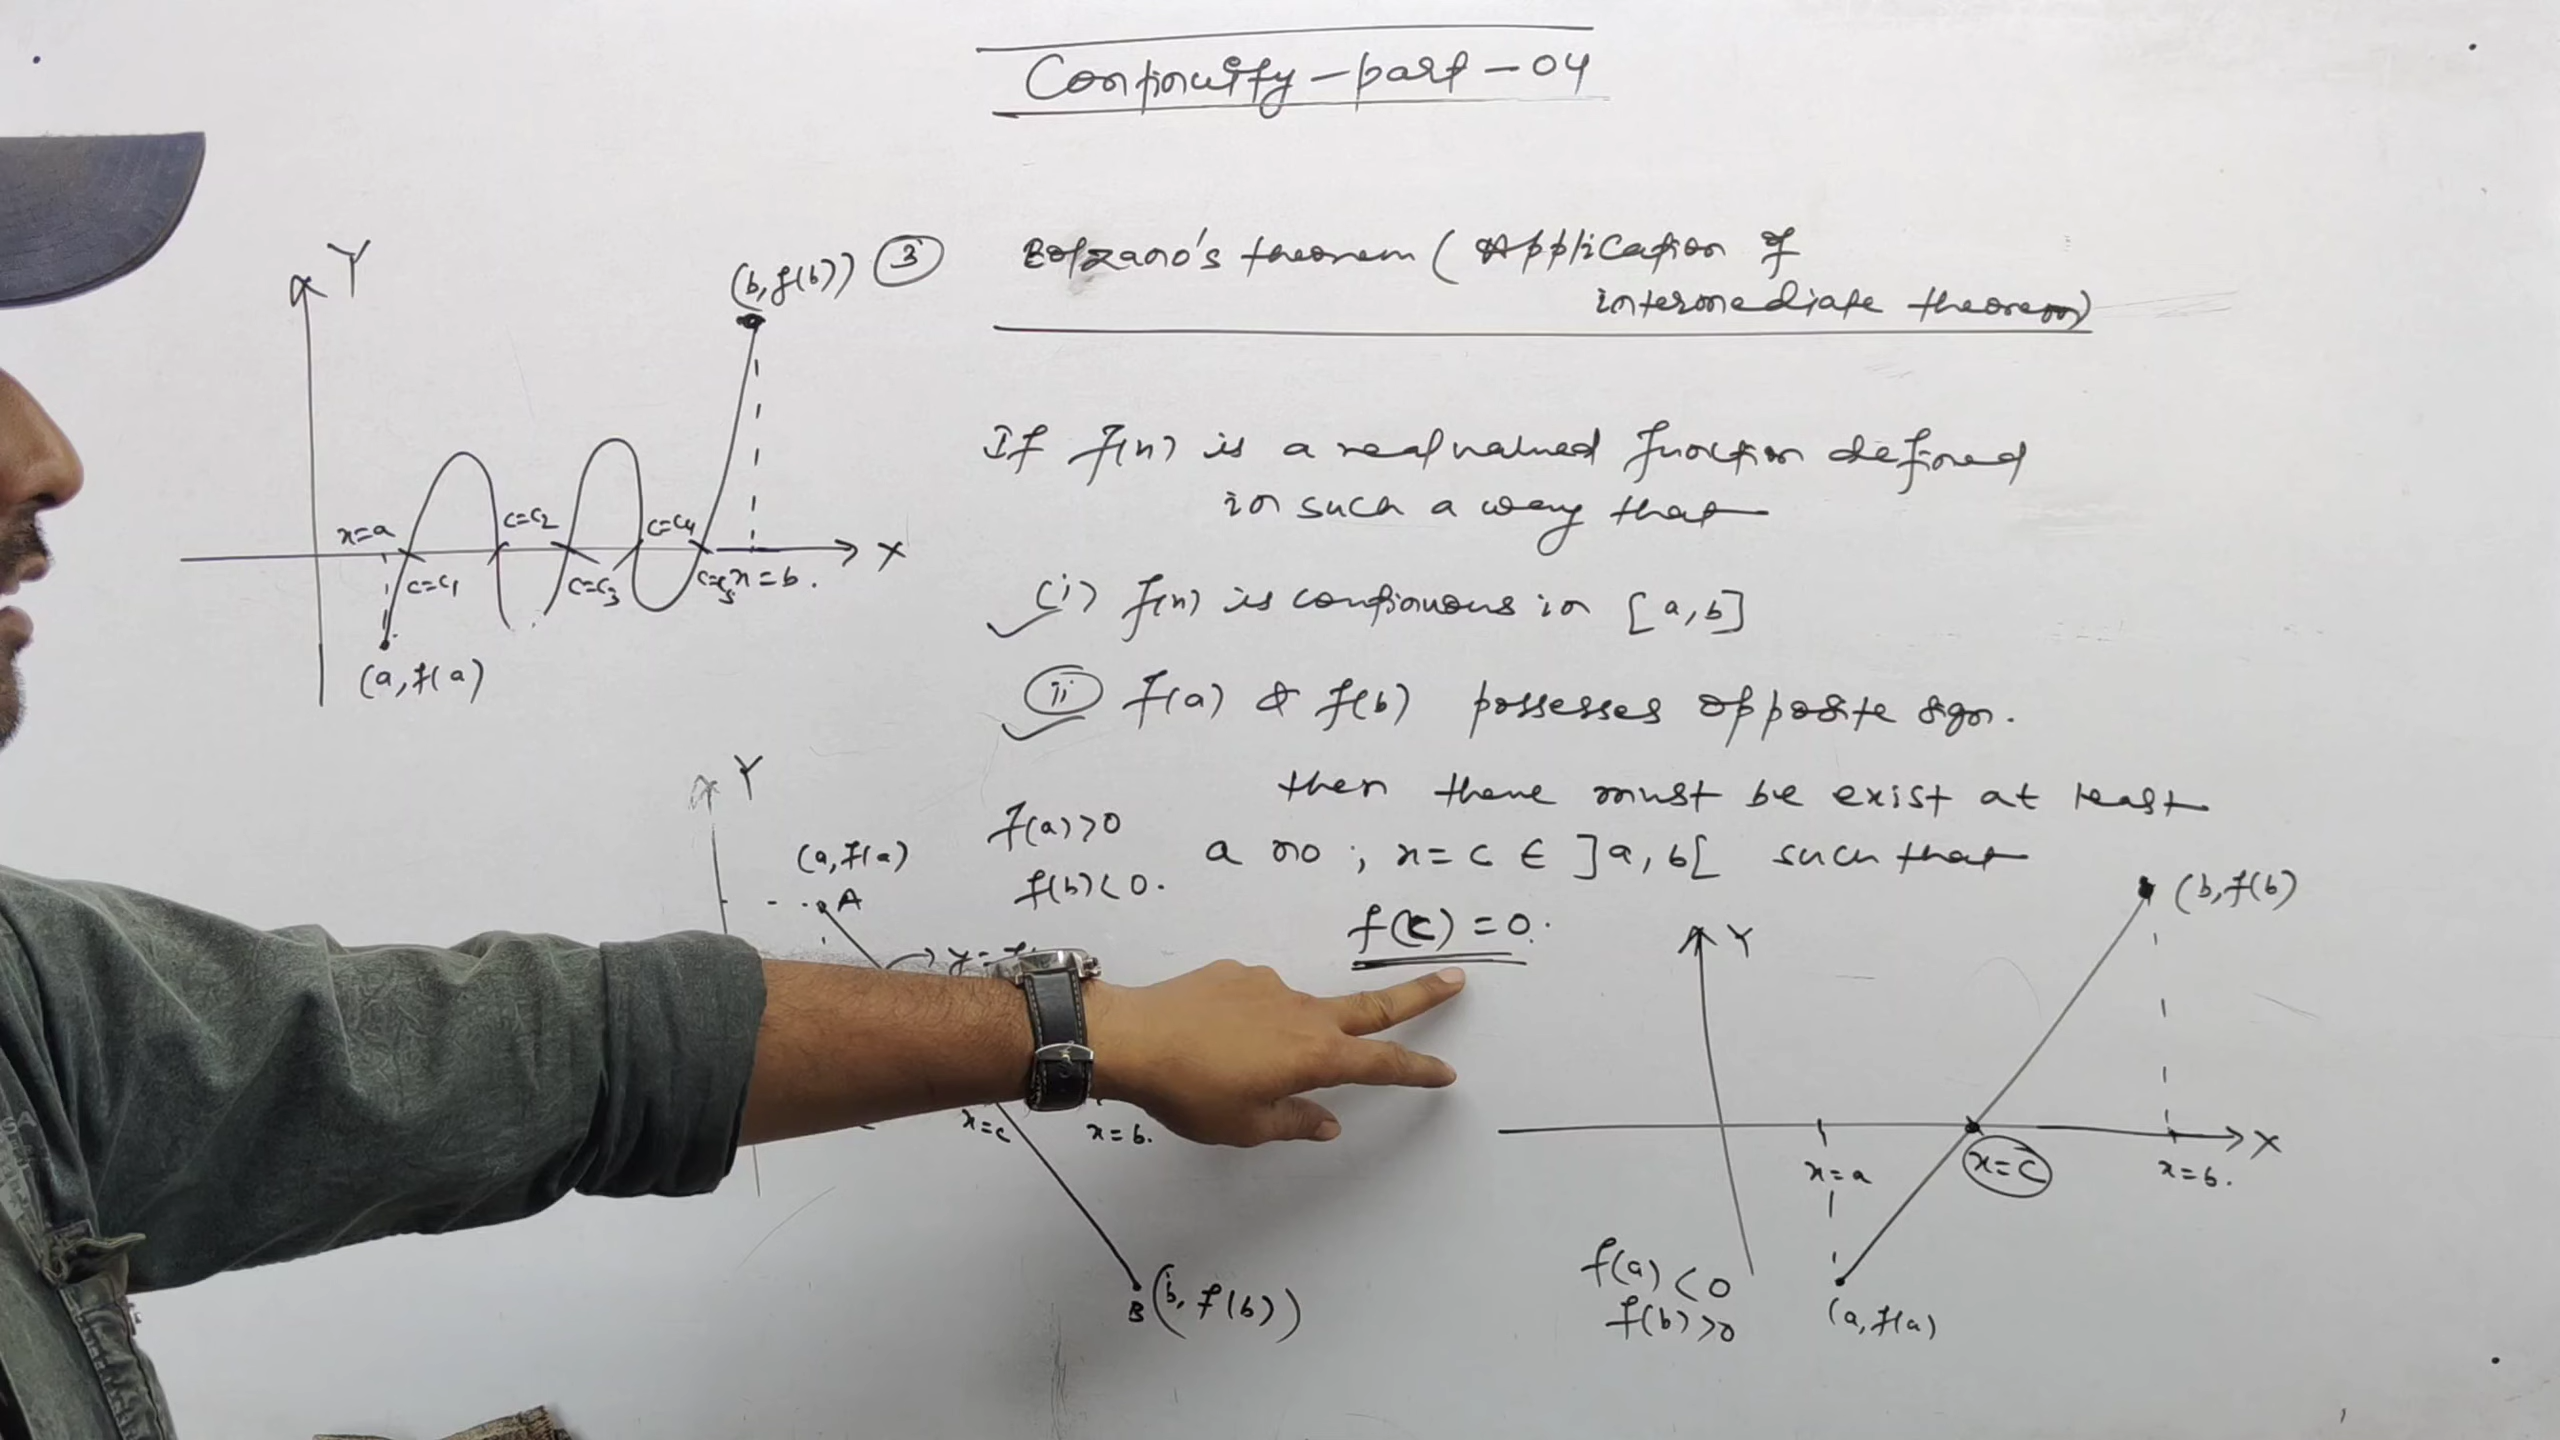 Continuity - part - 04
Bolzano's theorem ( Application of
intermediate theorem)
If f(x) is a real valued function defined
in such a way that
(i) f(x) is continuous in [a,b]
(ii) f(a) & f(b) possesses opposite sign.
then there must be exist at least
a no ; x = c ∈ ]a,b[ such that
f(c) = 0.
Y
(b, f(b))
3
x=a
c=c2
c=c4
X
c=c1
c=c3
c=c5
x=b.
(a, f(a)
Y
(a, f(a)
A
f(a)>0
f(b)<0.
x=c
x=b.
B (b, f(b))
Y
(b, f(b)
X
x=a
x=c
x=b.
f(a) < 0
f(b) >0
(a, f(a)